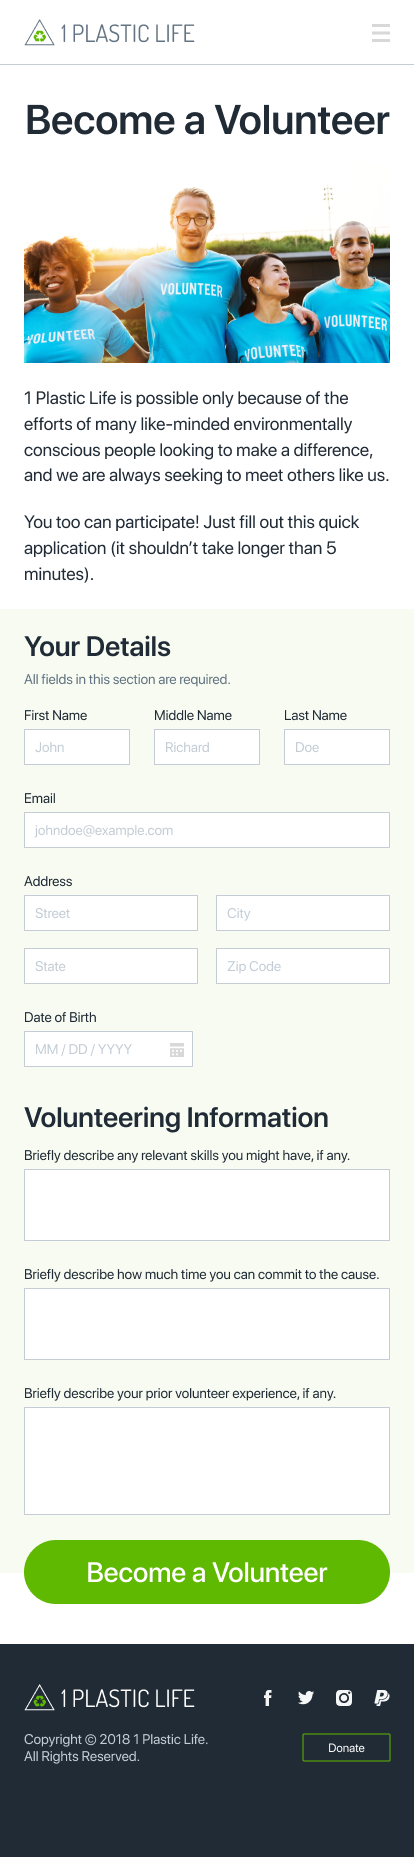 1 PLASTIC LIFE
Become a Volunteer
VOLUNTEER
VOLUNTEER
VOLUNTEER
VOLUNTEER
1 Plastic Life is possible only because of the
efforts of many like-minded environmentally
conscious people looking to make a difference,
and we are always seeking to meet others like us.
You too can participate! Just fill out this quick
application (it shouldn’t take longer than 5
minutes).
Your Details
All fields in this section are required.
First Name Middle Name Last Name
John Richard Doe
Email
johndoe@example.com
Address
Street City
State Zip Code
Date of Birth
MM / DD / YYYY
Volunteering Information
Briefly describe any relevant skills you might have, if any.
Briefly describe how much time you can commit to the cause.
Briefly describe your prior volunteer experience, if any.
Become a Volunteer
1 PLASTIC LIFE
Copyright © 2018 1 Plastic Life.
All Rights Reserved.
Donate